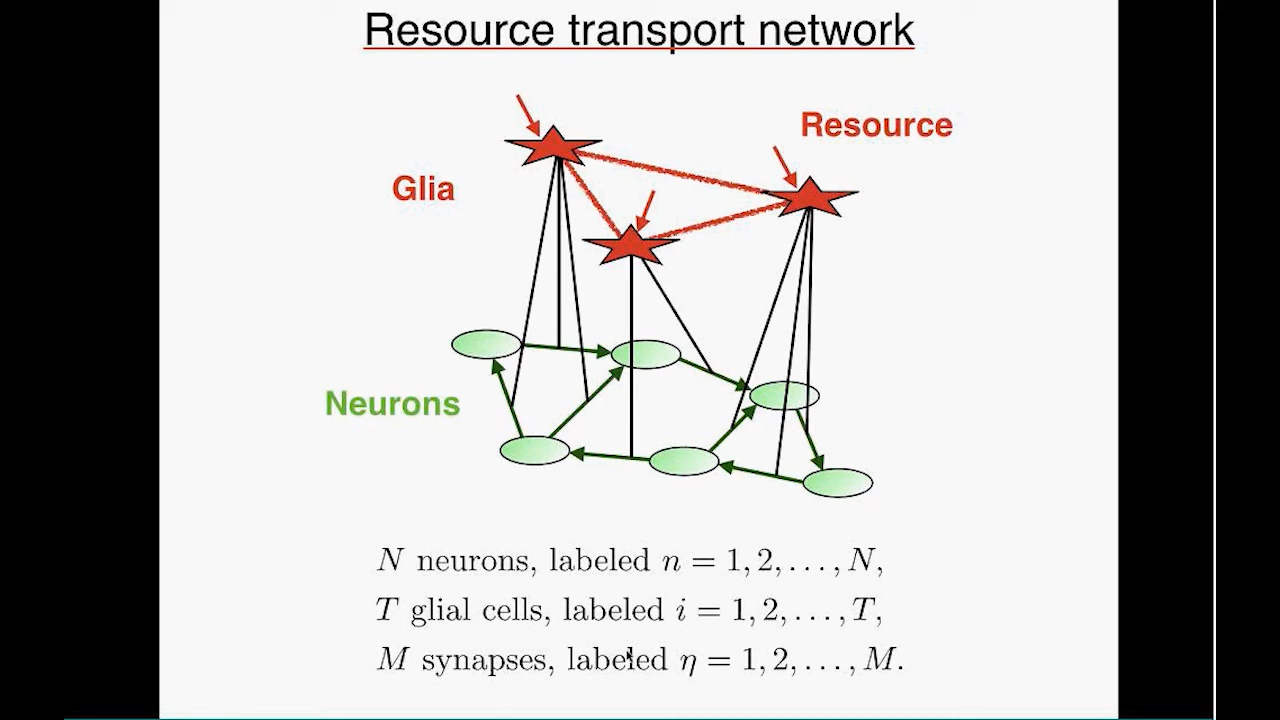 Resource transport network
Resource
Glia
Neurons
N neurons, labeled n = 1, 2, . . . , N,
T glial cells, labeled i = 1, 2, . . . , T,
M synapses, labeled η = 1, 2, . . . , M.